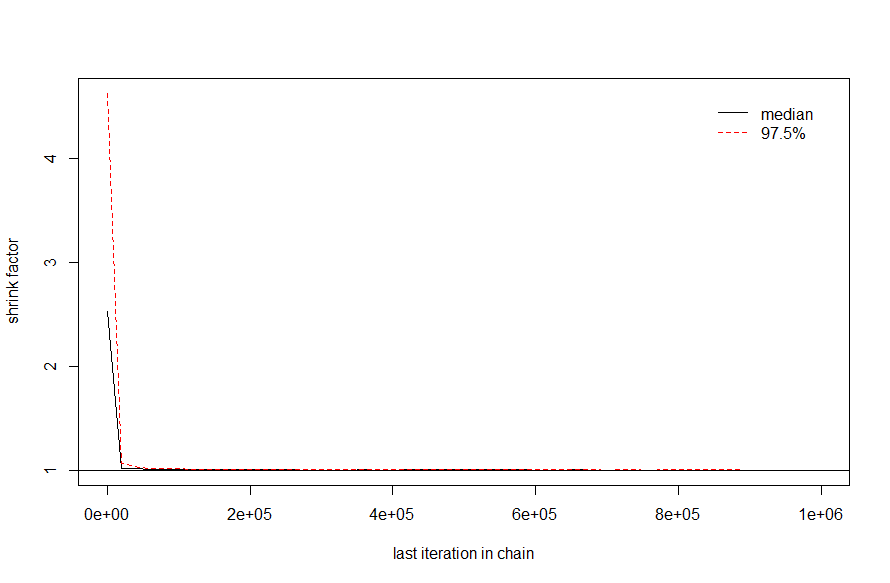 median
97.5%
shrink factor
4
3
2
1
0e+00 2e+05 4e+05 6e+05 8e+05 1e+06
last iteration in chain